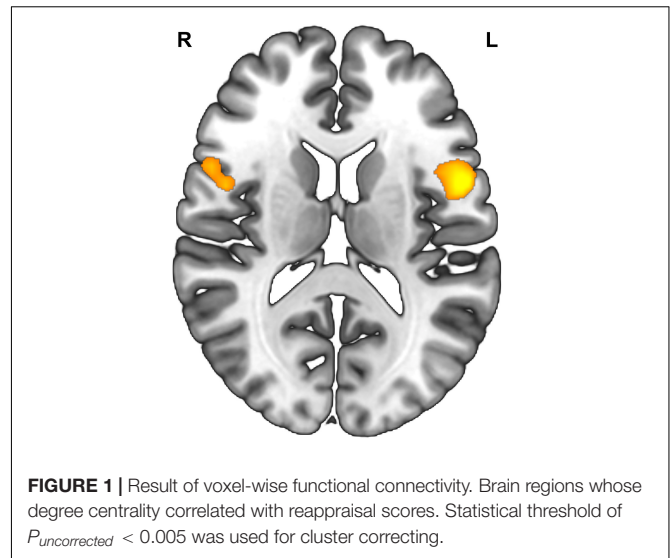 R L
FIGURE 1 | Result of voxel-wise functional connectivity. Brain regions whose
degree centrality correlated with reappraisal scores. Statistical threshold of
Puncorrected < 0.005 was used for cluster correcting.